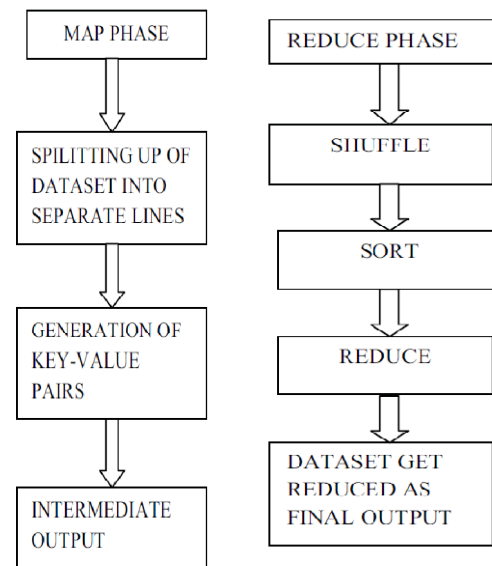 MAP PHASE
SPILITTING UP OF
DATASET INTO
SEPARATE LINES
GENERATION OF
KEY-VALUE
PAIRS
INTERMEDIATE
OUTPUT
REDUCE PHASE
SHUFFLE
SORT
REDUCE
DATASET GET
REDUCED AS
FINAL OUTPUT